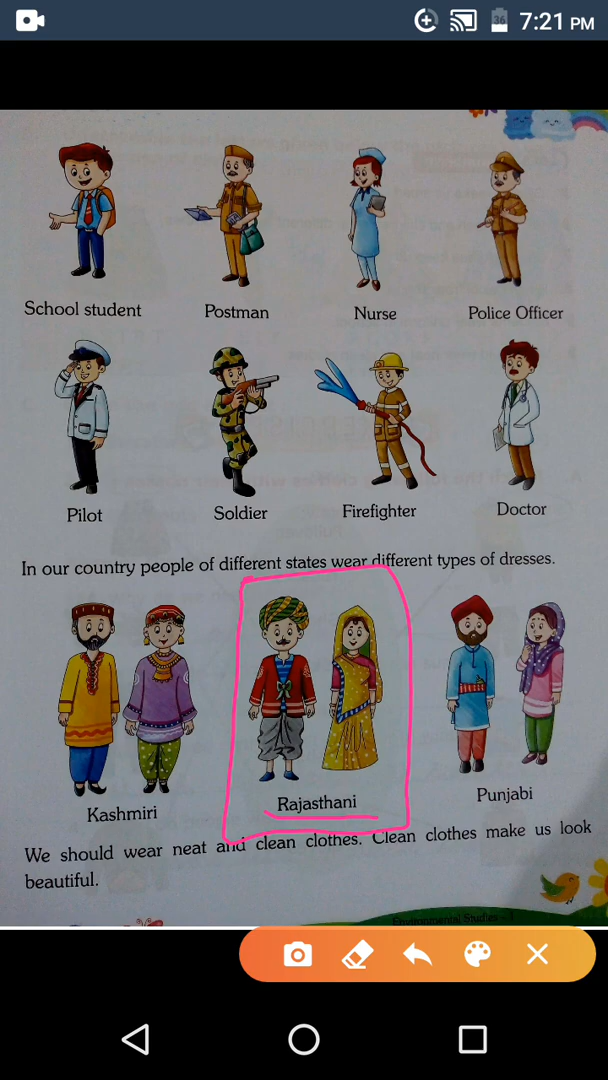 36 7:21 PM
School student Postman Nurse Police Officer
Pilot Soldier Firefighter Doctor
In our country people of different states wear different types of dresses.
Kashmiri Rajasthani Punjabi
We should wear neat and clean clothes. Clean clothes make us look
beautiful.
Environmental Studies - 1